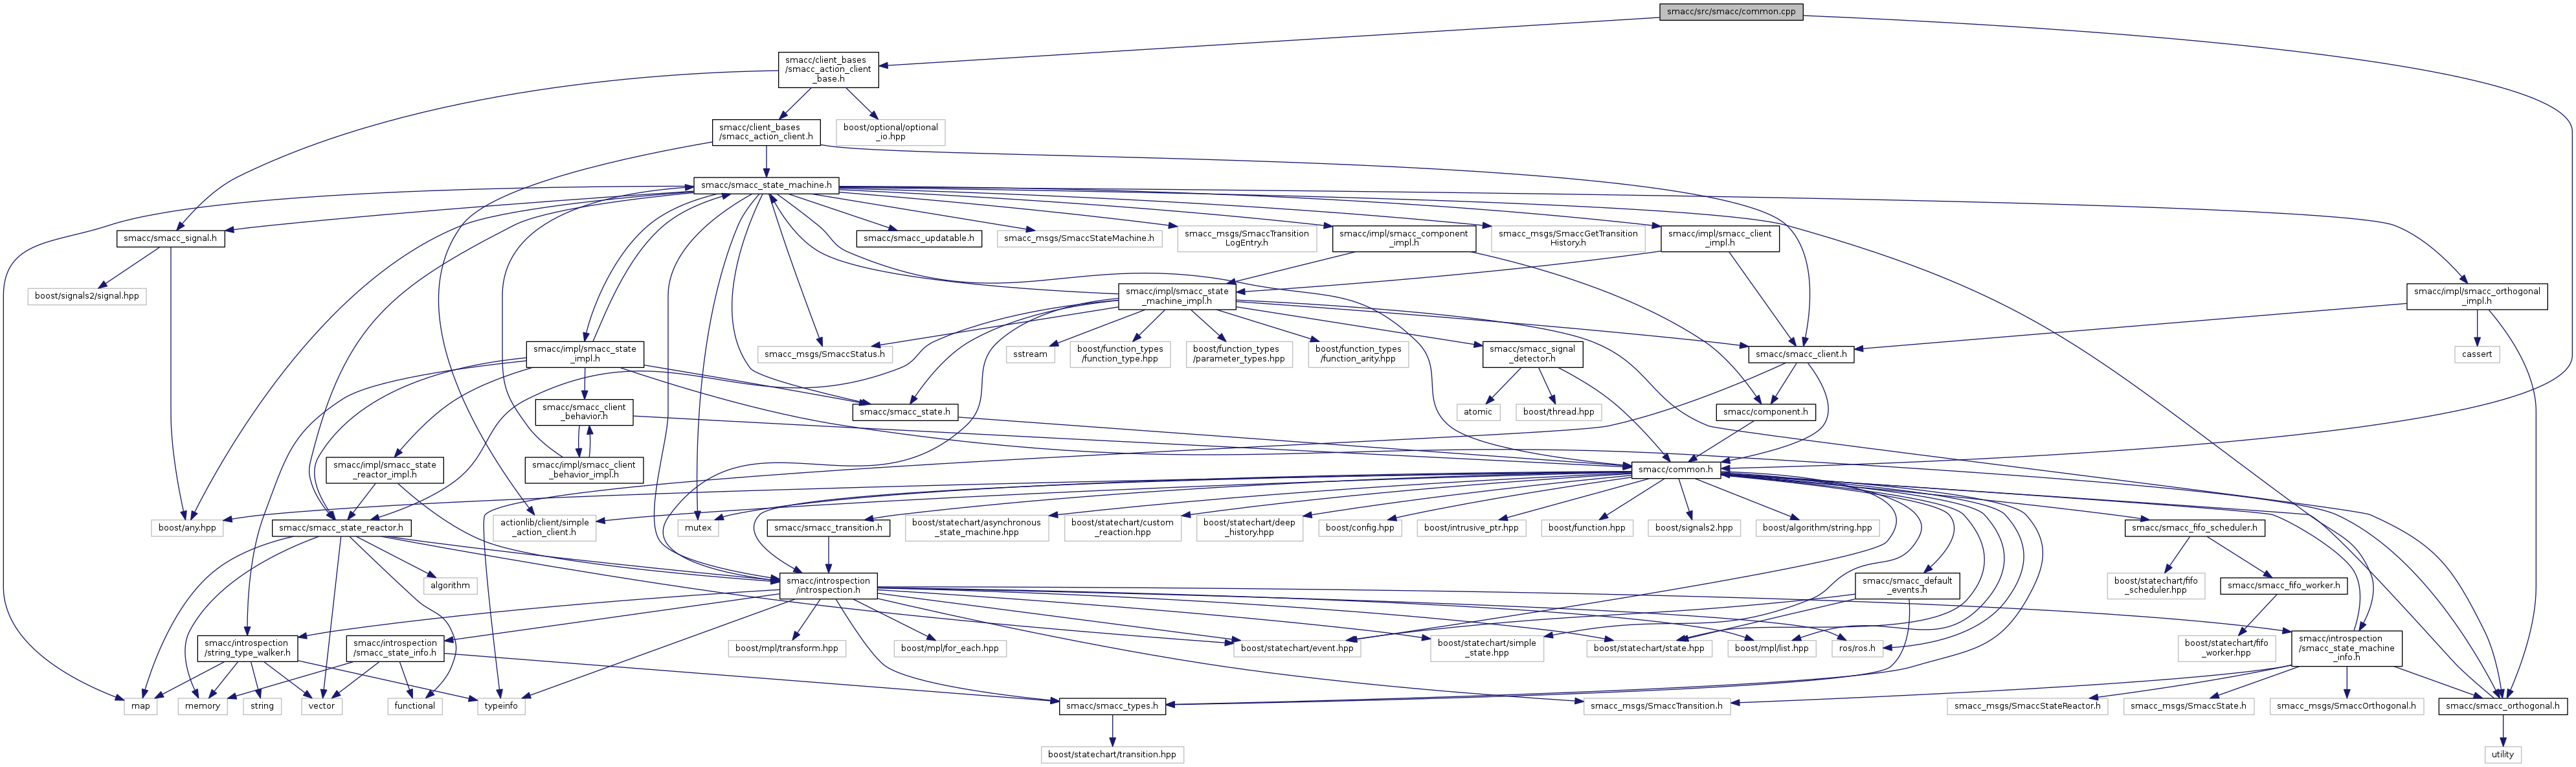 smacc/src/smacc/common.cpp
smacc/client_bases
/smacc_action_client
_base.h
smacc/client_bases
/smacc_action_client.h
boost/optional/optional
_io.hpp
smacc/smacc_state_machine.h
smacc/smacc_signal.h
smacc/smacc_updatable.h
smacc_msgs/SmaccStateMachine.h
smacc_msgs/SmaccTransition
LogEntry.h
smacc/impl/smacc_component
_impl.h
smacc_msgs/SmaccGetTransition
History.h
smacc/impl/smacc_client
_impl.h
boost/signals2/signal.hpp
smacc/impl/smacc_state
_machine_impl.h
smacc/impl/smacc_orthogonal
_impl.h
smacc/impl/smacc_state
_impl.h
smacc_msgs/SmaccStatus.h
sstream
boost/function_types
/function_type.hpp
boost/function_types
/parameter_types.hpp
boost/function_types
/function_arity.hpp
smacc/smacc_signal
_detector.h
smacc/smacc_client.h
cassert
smacc/smacc_client
_behavior.h
smacc/smacc_state.h
atomic
boost/thread.hpp
smacc/component.h
smacc/impl/smacc_state
_reactor_impl.h
smacc/impl/smacc_client
_behavior_impl.h
smacc/common.h
boost/any.hpp
smacc/smacc_state_reactor.h
actionlib/client/simple
_action_client.h
mutex
smacc/smacc_transition.h
boost/statechart/asynchronous
_state_machine.hpp
boost/statechart/custom
_reaction.hpp
boost/statechart/deep
_history.hpp
boost/config.hpp
boost/intrusive_ptr.hpp
boost/function.hpp
boost/signals2.hpp
boost/algorithm/string.hpp
smacc/smacc_fifo_scheduler.h
algorithm
smacc/introspection
/introspection.h
smacc/smacc_default
_events.h
boost/statechart/fifo
_scheduler.hpp
smacc/smacc_fifo_worker.h
smacc/introspection
/string_type_walker.h
smacc/introspection
/smacc_state_info.h
boost/mpl/transform.hpp
boost/mpl/for_each.hpp
boost/statechart/event.hpp
boost/statechart/simple
_state.hpp
boost/statechart/state.hpp
boost/mpl/list.hpp
ros/ros.h
boost/statechart/fifo
_worker.hpp
smacc/introspection
/smacc_state_machine
_info.h
map
memory
string
vector
functional
typeinfo
smacc/smacc_types.h
smacc_msgs/SmaccTransition.h
smacc_msgs/SmaccStateReactor.h
smacc_msgs/SmaccState.h
smacc_msgs/SmaccOrthogonal.h
smacc/smacc_orthogonal.h
boost/statechart/transition.hpp
utility